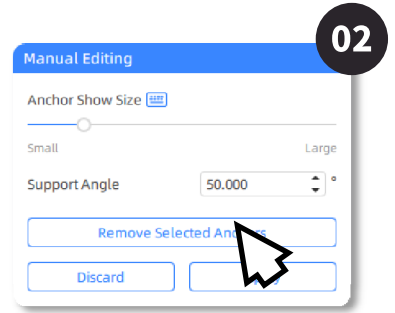 02
Manual Editing
Anchor Show Size
Small Large
Support Angle 50.000 °
Remove Selected
Discard